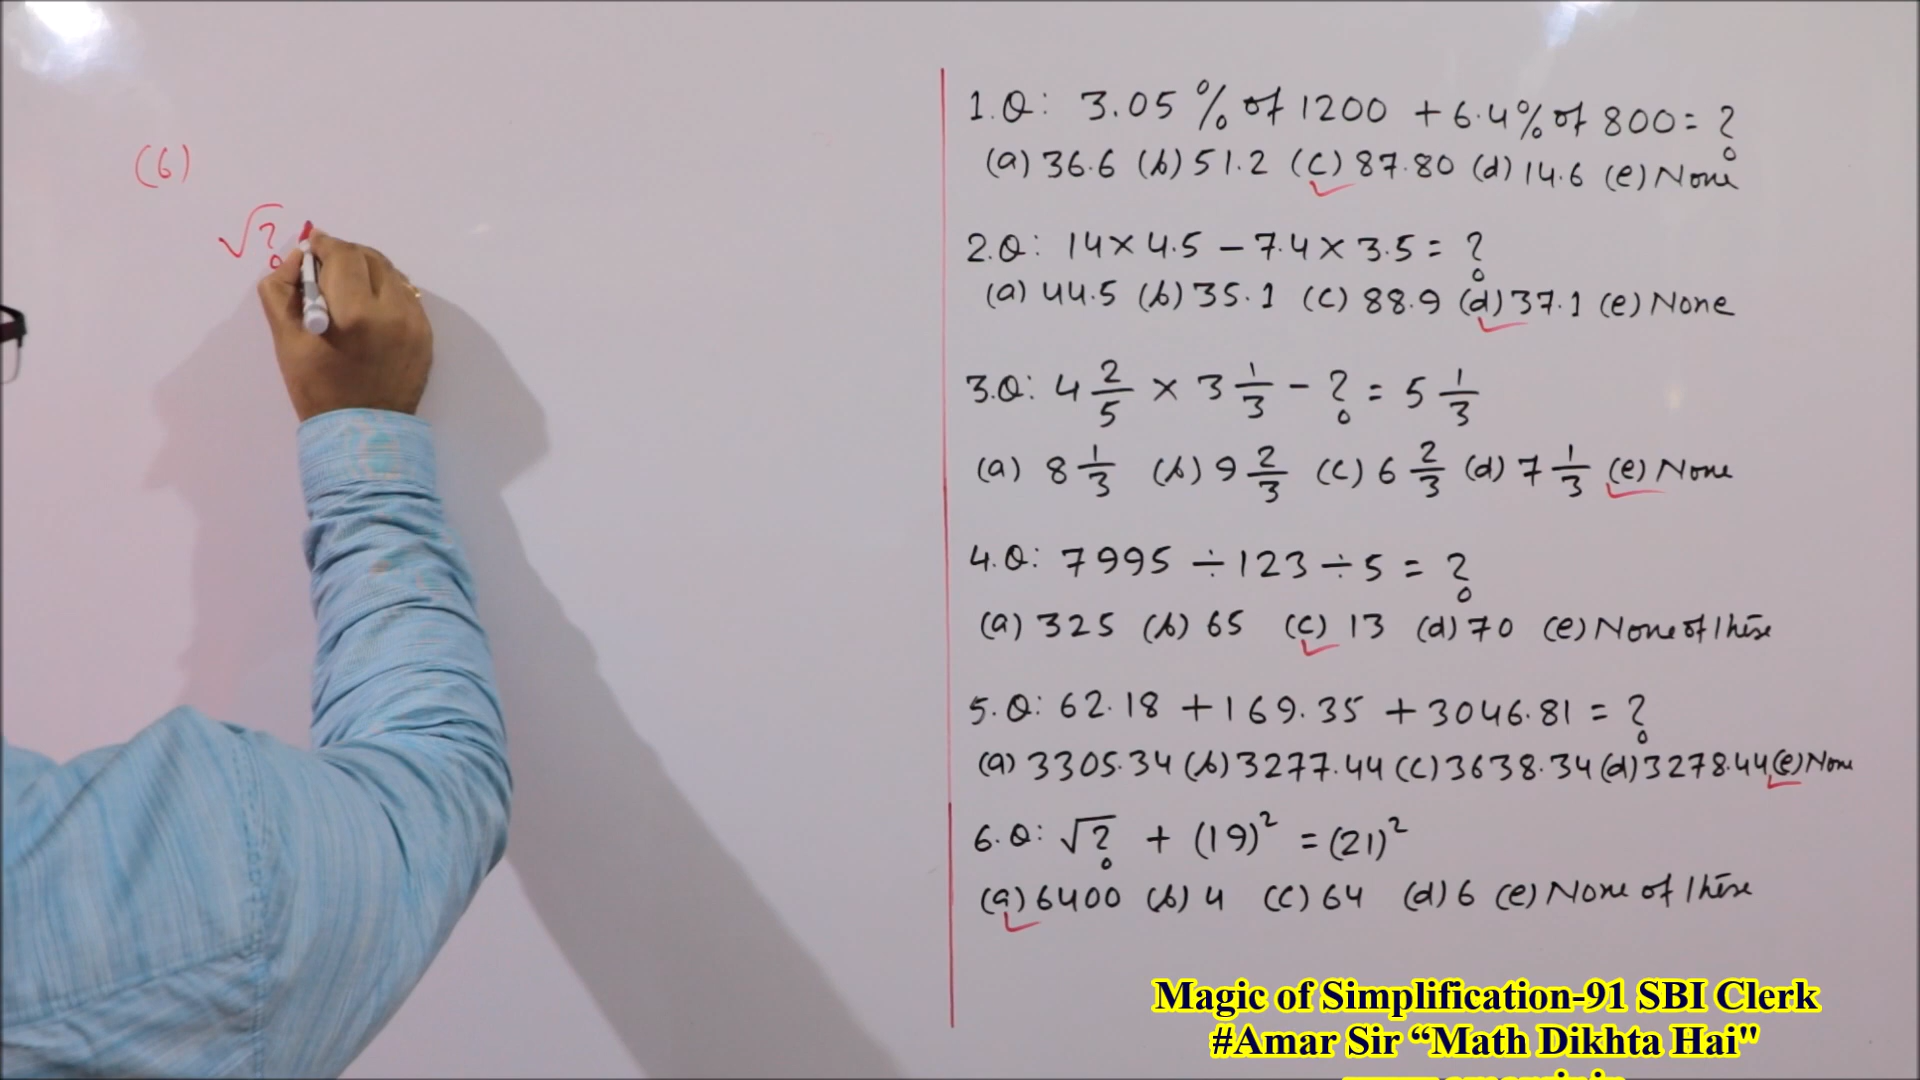 (6)
√?
1.Q: 3.05% of 1200 + 6.4% of 800 = ?
(a) 36.6 (b) 51.2 (c) 87.80 (d) 14.6 (e) None
2.Q: 14 × 4.5 – 7.4 × 3.5 = ?
(a) 44.5 (b) 35.1 (c) 88.9 (d) 37.1 (e) None
3.Q: 4 2/5 × 3 1/3 – ? = 5 1/3
(a) 8 1/3 (b) 9 2/3 (c) 6 2/3 (d) 7 1/3 (e) None
4.Q: 7995 ÷ 123 ÷ 5 = ?
(a) 325 (b) 65 (c) 13 (d) 70 (e) None of these
5.Q: 62.18 + 169.35 + 3046.81 = ?
(a) 3305.34 (b) 3277.44 (c) 3638.34 (d) 3278.44 (e) None
6.Q: √? + (19)² = (21)²
(a) 6400 (b) 4 (c) 64 (d) 6 (e) None of these
Magic of Simplification-91 SBI Clerk
#Amar Sir “Math Dikhta Hai"